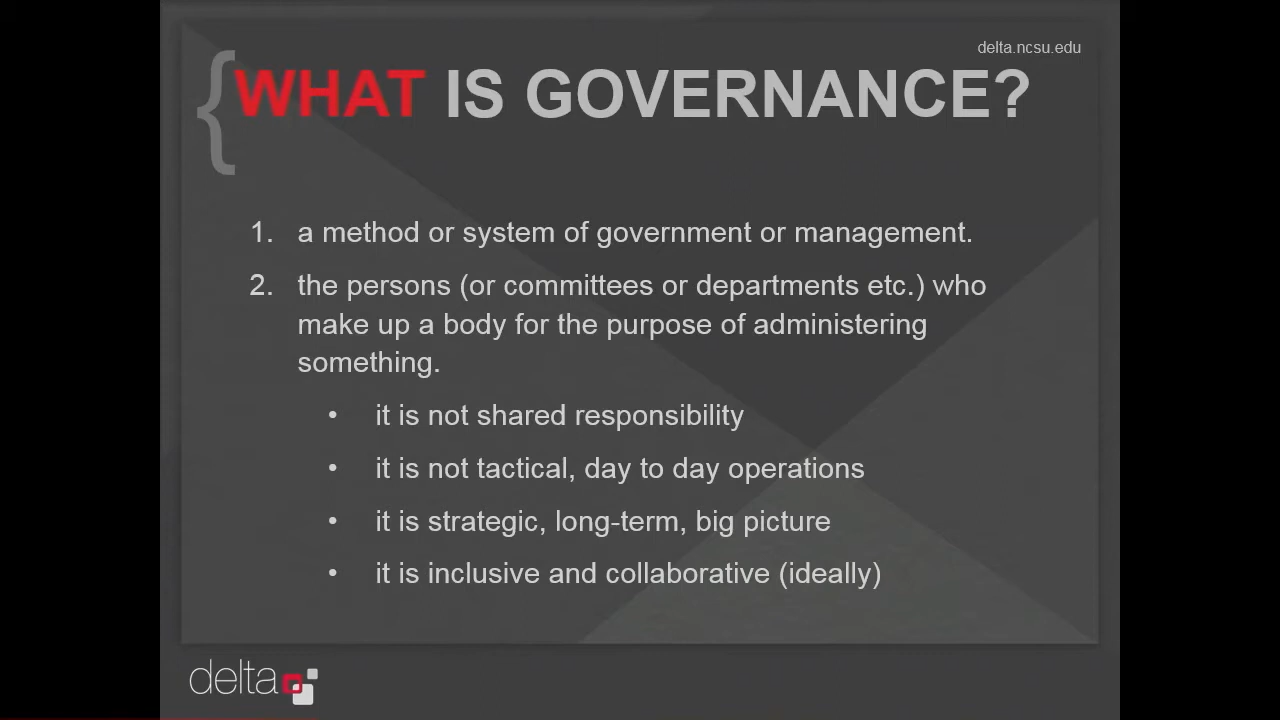 delta.ncsu.edu
{WHAT IS GOVERNANCE?
1. a method or system of government or management.
2. the persons (or committees or departments etc.) who
make up a body for the purpose of administering
something.
• it is not shared responsibility
• it is not tactical, day to day operations
• it is strategic, long-term, big picture
• it is inclusive and collaborative (ideally)
delta